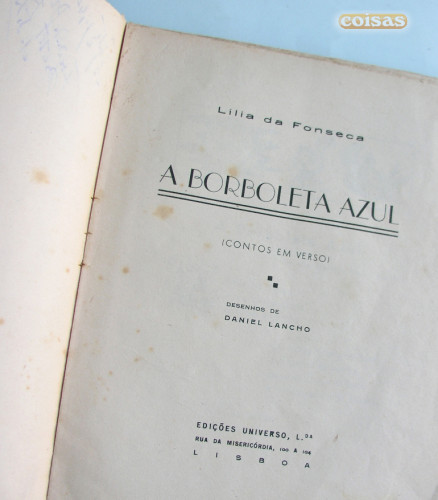 coisas
Lilia da Fonseca
A BORBOLETA AZUL
(CONTOS EM VERSO)
DESENHOS DE
DANIEL LANCHO
EDIÇÕES UNIVERSO, L.DA
RUA DA MISERICÓRDIA, 100 A 104
LISBOA